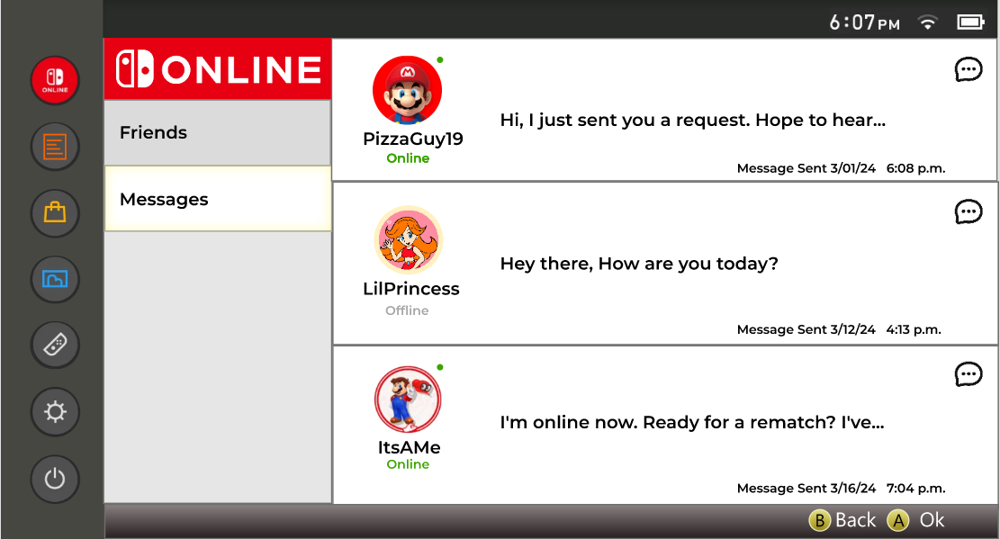 6:07PM
ONLINE
ONLINE
Friends
Messages
PizzaGuy19
Online
Hi, I just sent you a request. Hope to hear...
Message Sent 3/01/24 6:08 p.m.
LilPrincess
Offline
Hey there, How are you today?
Message Sent 3/12/24 4:13 p.m.
ItsAMe
Online
I'm online now. Ready for a rematch? I've...
Message Sent 3/16/24 7:04 p.m.
B Back A Ok